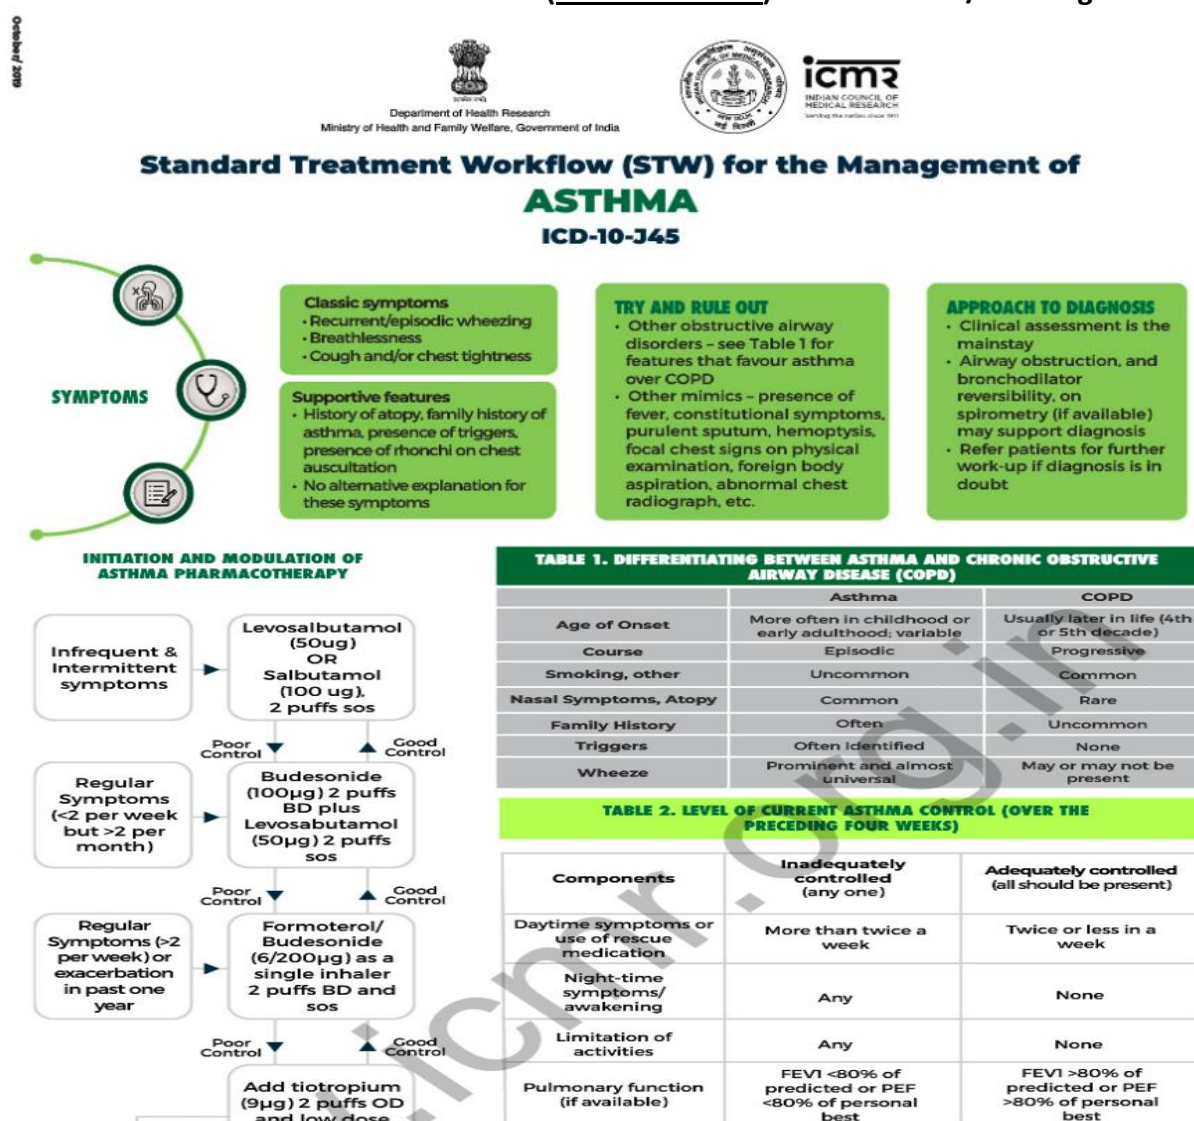 October/ 2019
Department of Health Research
Ministry of Health and Family Welfare, Government of India
icmr
INDIAN COUNCIL OF
MEDICAL RESEARCH
Serving the nation since 1911
Standard Treatment Workflow (STW) for the Management of
ASTHMA
ICD-10-J45
SYMPTOMS
Classic symptoms
• Recurrent/episodic wheezing
• Breathlessness
• Cough and/or chest tightness
Supportive features
• History of atopy, family history of
asthma, presence of triggers,
presence of rhonchi on chest
auscultation
• No alternative explanation for
these symptoms
TRY AND RULE OUT
• Other obstructive airway
disorders – see Table 1 for
features that favour asthma
over COPD
• Other mimics – presence of
fever, constitutional symptoms,
purulent sputum, hemoptysis,
focal chest signs on physical
examination, foreign body
aspiration, abnormal chest
radiograph, etc.
APPROACH TO DIAGNOSIS
• Clinical assessment is the
mainstay
• Airway obstruction, and
bronchodilator
reversibility, on
spirometry (if available)
may support diagnosis
• Refer patients for further
work-up if diagnosis is in
doubt
INITIATION AND MODULATION OF
ASTHMA PHARMACOTHERAPY
Infrequent &
Intermittent
symptoms
Levosalbutamol
(50ug)
OR
Salbutamol
(100 ug),
2 puffs sos
Poor
Control
Good
Control
Regular
Symptoms
(<2 per week
but >2 per
month)
Budesonide
(100µg) 2 puffs
BD plus
Levosabutamol
(50µg) 2 puffs
sos
Poor
Control
Good
Control
Regular
Symptoms (>2
per week) or
exacerbation
in past one
year
Formoterol/
Budesonide
(6/200µg) as a
single inhaler
2 puffs BD and
sos
Poor
Control
Good
Control
Add tiotropium
(9µg) 2 puffs OD
and low dose
TABLE 1. DIFFERENTIATING BETWEEN ASTHMA AND CHRONIC OBSTRUCTIVE
AIRWAY DISEASE (COPD)
Asthma COPD
Age of Onset More often in childhood or early adulthood; variable Usually later in life (4th or 5th decade)
Course Episodic Progressive
Smoking, other Uncommon Common
Nasal Symptoms, Atopy Common Rare
Family History Often Uncommon
Triggers Often Identified None
Wheeze Prominent and almost universal May or may not be present
TABLE 2. LEVEL OF CURRENT ASTHMA CONTROL (OVER THE
PRECEDING FOUR WEEKS)
Components Inadequately controlled (any one) Adequately controlled (all should be present)
Daytime symptoms or use of rescue medication More than twice a week Twice or less in a week
Night-time symptoms/ awakening Any None
Limitation of activities Any None
Pulmonary function (if available) FEV1 <80% of predicted or PEF <80% of personal best FEV1 >80% of predicted or PEF >80% of personal best
.icmr.org.in